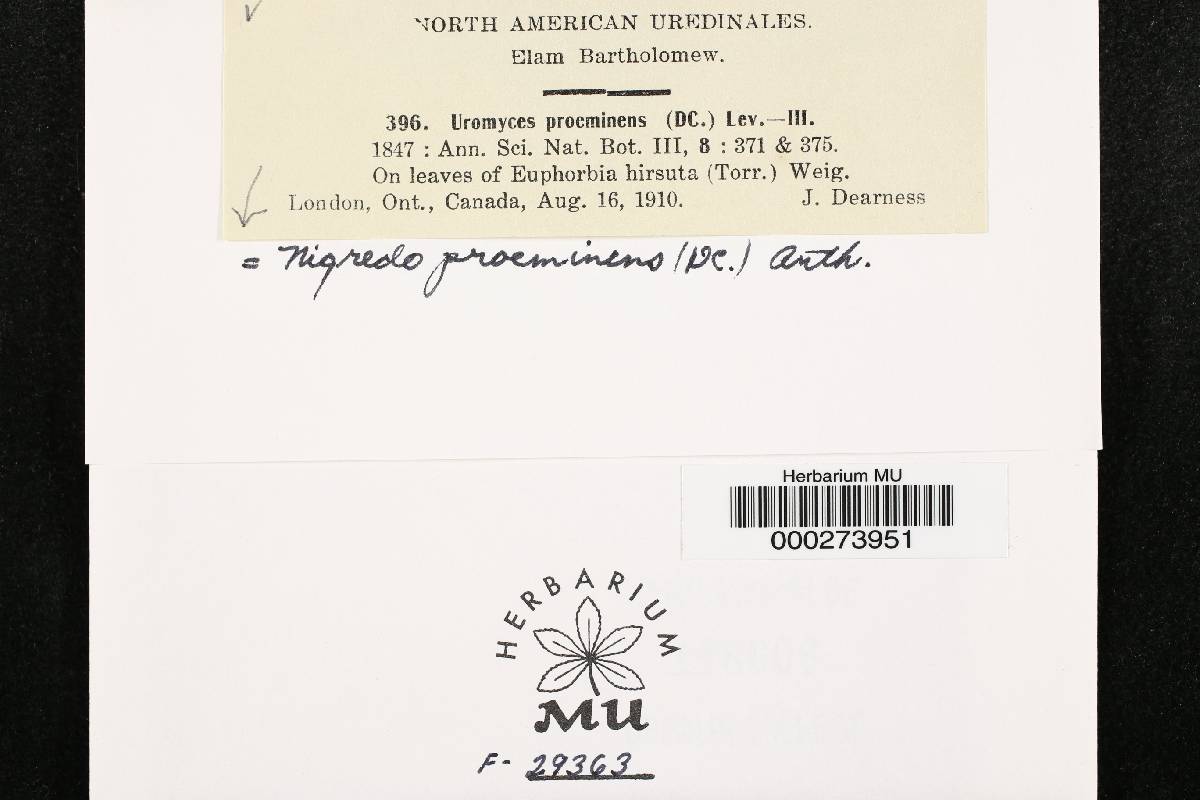 NORTH AMERICAN UREDINALES.
Elam Bartholomew.
396. Uromyces proeminens (DC.) Lev.—III.
1847 : Ann. Sci. Nat. Bot. III, 8 : 371 & 375.
On leaves of Euphorbia hirsuta (Torr.) Weig.
London, Ont., Canada, Aug. 16, 1910. J. Dearness
= Nigredo proeminens (DC.) Arth.
Herbarium MU
000273951
HERBARIUM
MU
F- 29363